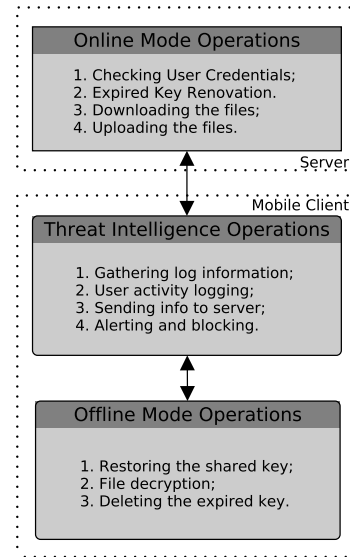 Online Mode Operations
1. Checking User Credentials;
2. Expired Key Renovation.
3. Downloading the files;
4. Uploading the files.
Server
Mobile Client
Threat Intelligence Operations
1. Gathering log information;
2. User activity logging;
3. Sending info to server;
4. Alerting and blocking.
Offline Mode Operations
1. Restoring the shared key;
2. File decryption;
3. Deleting the expired key.